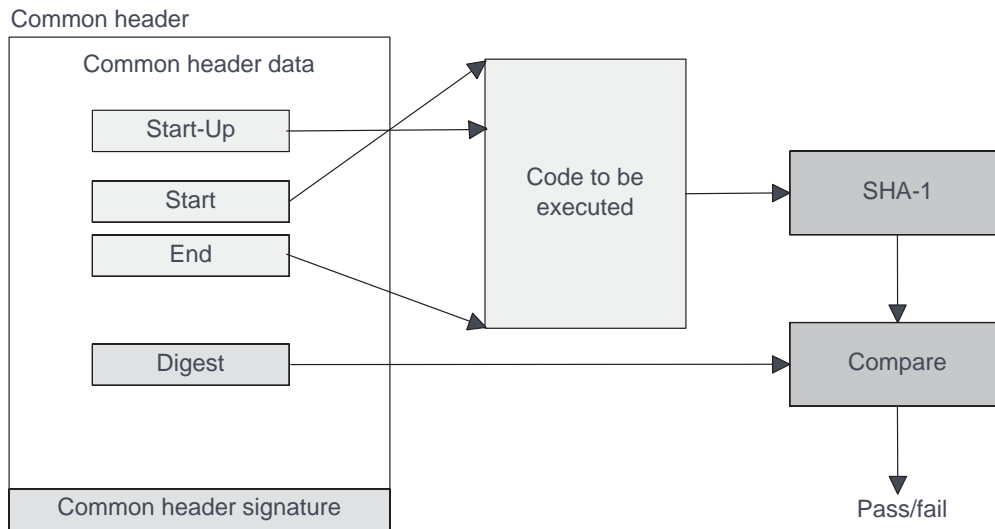 Common header
Common header data
Start-Up
Start
End
Digest
Common header signature
Code to be
executed
SHA-1
Compare
Pass/fail